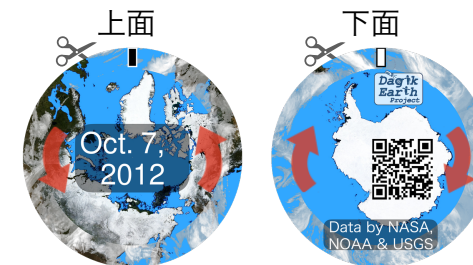 上面
下面
Oct. 7,
2012
Dagik
Earth
Project
Data by NASA,
NOAA & USGS